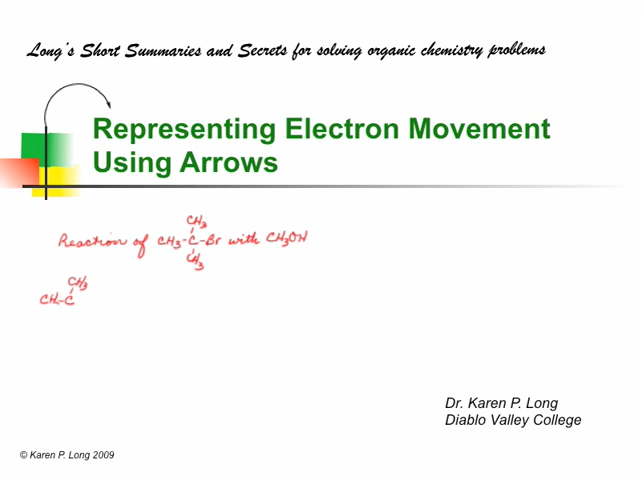 Long's Short Summaries and Secrets for solving organic chemistry problems
Representing Electron Movement
Using Arrows
CH₃
Reaction of CH₃-C-Br with CH₃OH
CH₃
CH₃
CH-C
Dr. Karen P. Long
Diablo Valley College
© Karen P. Long 2009